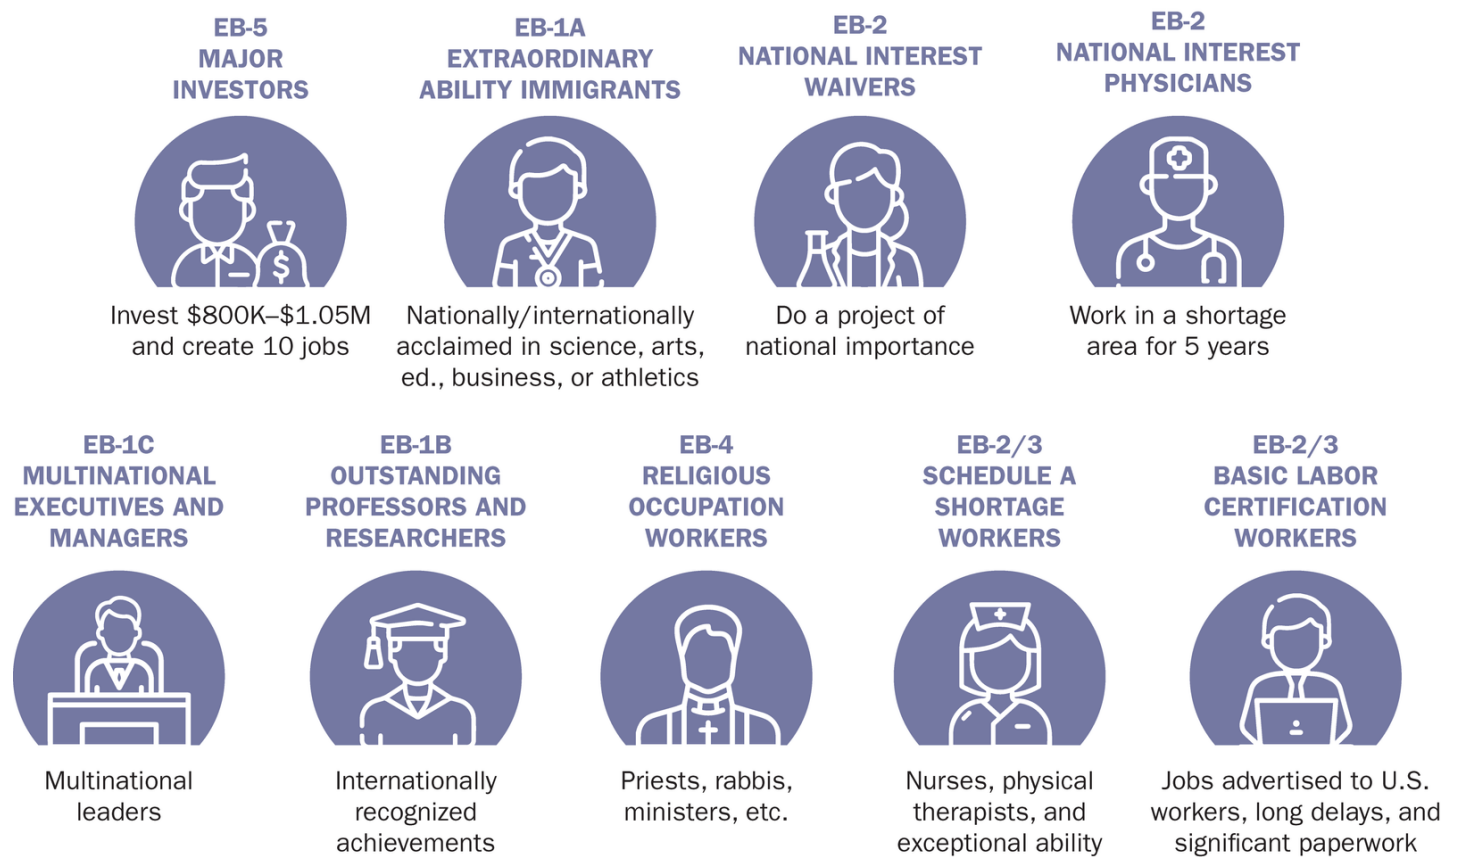 EB-5
MAJOR
INVESTORS
Invest $800K–$1.05M
and create 10 jobs
EB-1A
EXTRAORDINARY
ABILITY IMMIGRANTS
Nationally/internationally
acclaimed in science, arts,
ed., business, or athletics
EB-2
NATIONAL INTEREST
WAIVERS
Do a project of
national importance
EB-2
NATIONAL INTEREST
PHYSICIANS
Work in a shortage
area for 5 years
EB-1C
MULTINATIONAL
EXECUTIVES AND
MANAGERS
Multinational
leaders
EB-1B
OUTSTANDING
PROFESSORS AND
RESEARCHERS
Internationally
recognized
achievements
EB-4
RELIGIOUS
OCCUPATION
WORKERS
Priests, rabbis,
ministers, etc.
EB-2/3
SCHEDULE A
SHORTAGE
WORKERS
Nurses, physical
therapists, and
exceptional ability
EB-2/3
BASIC LABOR
CERTIFICATION
WORKERS
Jobs advertised to U.S.
workers, long delays, and
significant paperwork